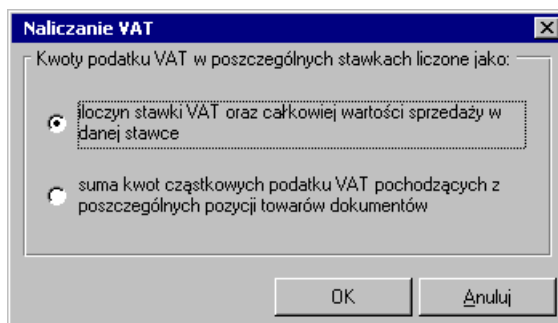 Naliczanie VAT
Kwoty podatku VAT w poszczególnych stawkach liczone jako:
iloczyn stawki VAT oraz całkowiej wartości sprzedaży w
danej stawce
suma kwot cząstkowych podatku VAT pochodzących z
poszczególnych pozycji towarów dokumentów
OK
Anuluj